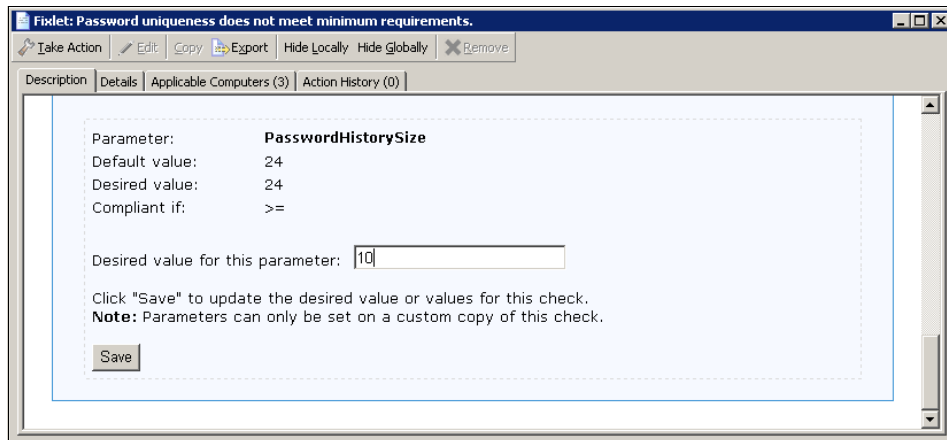 Fixlet: Password uniqueness does not meet minimum requirements.
Take Action Edit Copy Export Hide Locally Hide Globally Remove
Description Details Applicable Computers (3) Action History (0)
Parameter: PasswordHistorySize
Default value: 24
Desired value: 24
Compliant if: >=
Desired value for this parameter: 10
Click "Save" to update the desired value or values for this check.
Note: Parameters can only be set on a custom copy of this check.
Save